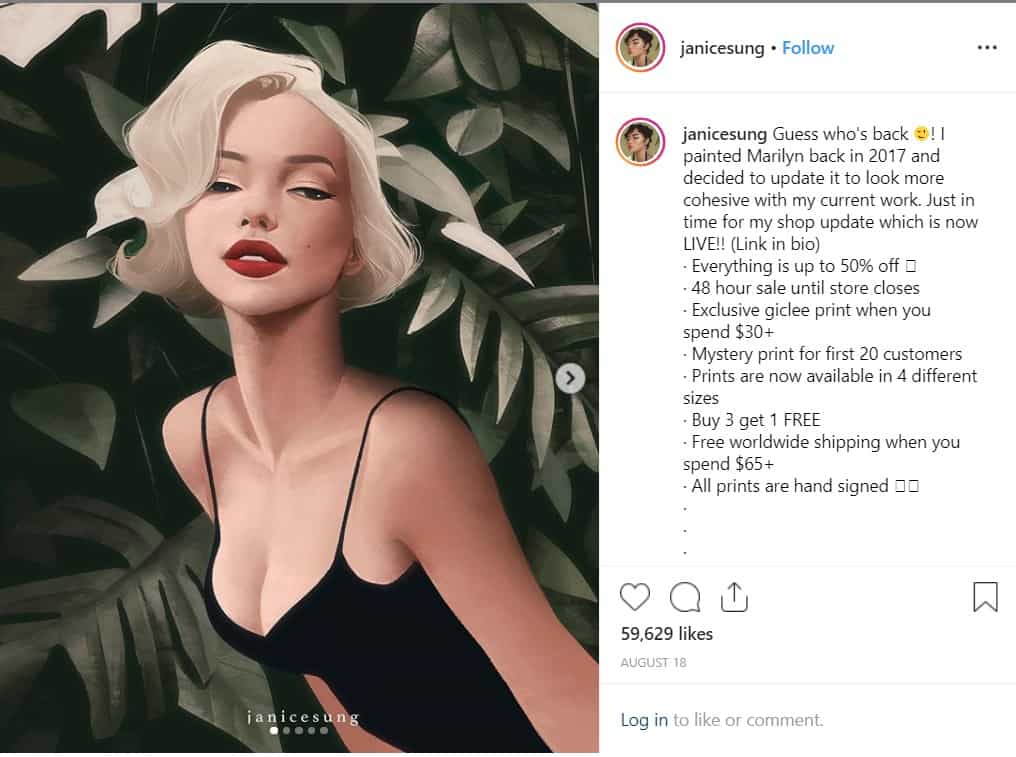 janicesung • Follow
janicesung Guess who's back 😉! I
painted Marilyn back in 2017 and
decided to update it to look more
cohesive with my current work. Just in
time for my shop update which is now
LIVE!! (Link in bio)
· Everything is up to 50% off □
· 48 hour sale until store closes
· Exclusive giclee print when you
spend $30+
· Mystery print for first 20 customers
· Prints are now available in 4 different
sizes
· Buy 3 get 1 FREE
· Free worldwide shipping when you
spend $65+
· All prints are hand signed □□
.
.
.
59,629 likes
AUGUST 18
Log in to like or comment.
janicesung